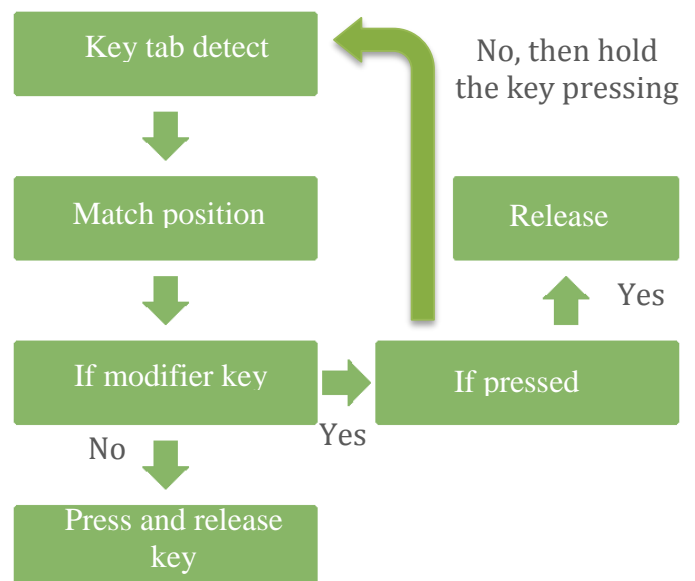 Key tab detect
No, then hold
the key pressing
Match position
Release
Yes
If modifier key
If pressed
Yes
No
Press and release
key